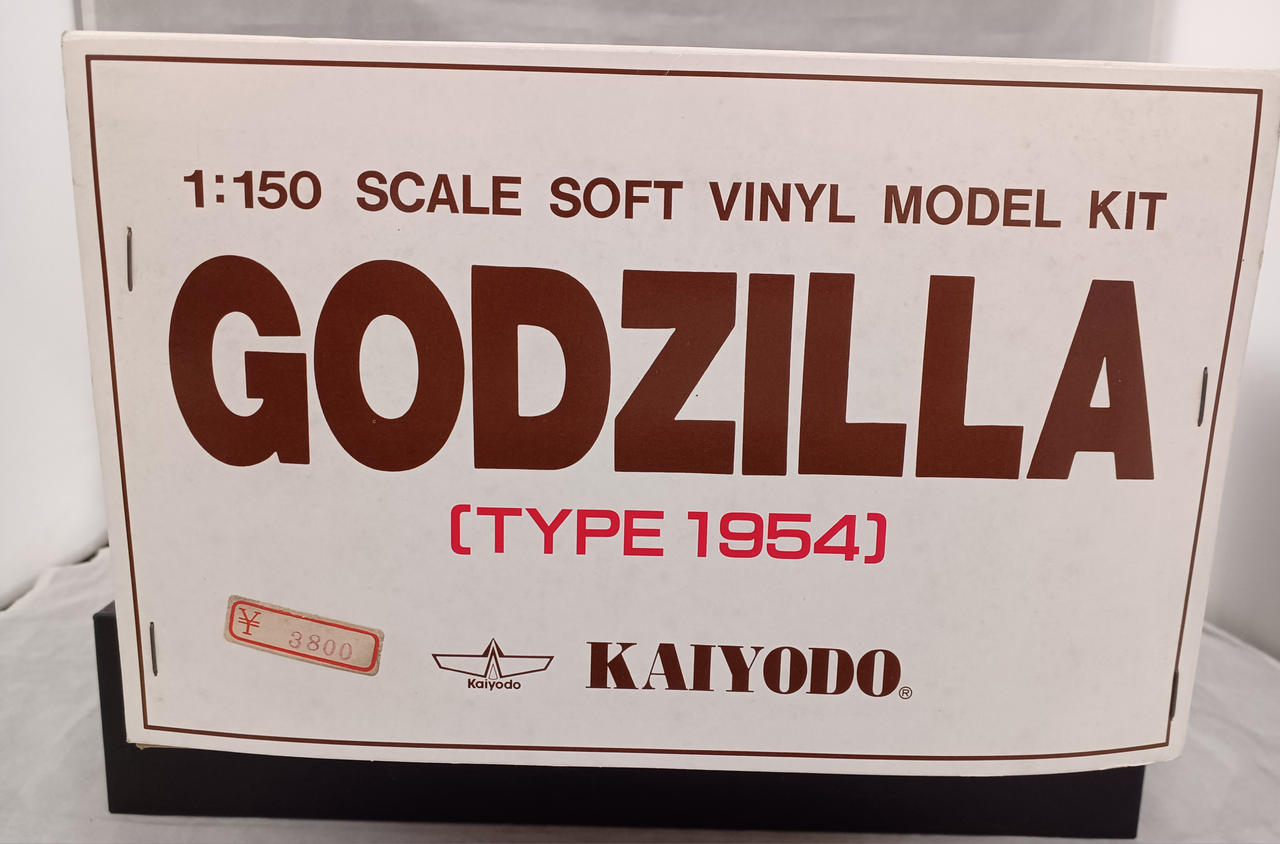 1:150 SCALE SOFT VINYL MODEL KIT
GODZILLA
(TYPE 1954)
¥ 3800
Kaiyodo
KAIYODO®